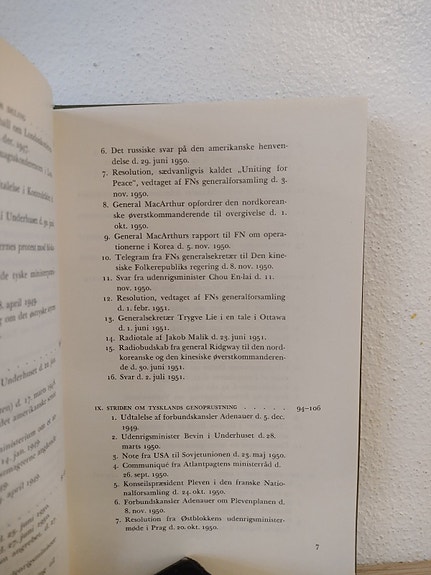 dec. 1947.
april 1949
6. Det russiske svar på den amerikanske henven-
delse d. 29. juni 1950.
7. Resolution, sædvanligvis kaldet „Uniting for
Peace“, vedtaget af FNs generalforsamling d. 3.
nov. 1950.
8. General MacArthur opfordrer den nordkorean-
ske øverstkommanderende til overgivelse d. 1.
okt. 1950.
9. General MacArthurs rapport til FN om opera-
tionerne i Korea d. 5. nov. 1950.
10. Telegram fra FNs generalsekretær til Den kine-
siske Folkerepubliks regering d. 8. nov. 1950.
11. Svar fra udenrigsminister Chou En-lai d. 11.
nov. 1950.
12. Resolution, vedtaget af FNs generalforsamling
d. 1. febr. 1951.
13. Generalsekretær Trygve Lie i en tale i Ottawa
d. 1. juni 1951.
14. Radiotale af Jakob Malik d. 23. juni 1951.
15. Radiobudskab fra general Ridgway til den nord-
koreanske og den kinesiske øverstkommanderen-
de d. 30. juni 1951.
16. Svar d. 2. juli 1951.
IX. STRIDEN OM TYSKLANDS GENOPRUSTNING . . . . . 94–106
1. Udtalelse af forbundskansler Adenauer d. 5. dec.
1949.
2. Udenrigsminister Bevin i Underhuset d. 28.
marts 1950.
3. Note fra USA til Sovjetunionen d. 23. maj 1950.
4. Communiqué fra Atlantpagtens ministerråd d.
26. sept. 1950.
5. Konseilspræsident Pleven i den franske Natio-
nalforsamling d. 24. okt. 1950.
6. Forbundskansler Adenauer om Plevenplanen d.
8. nov. 1950.
7. Resolution fra Østblokkens udenrigsminister-
møde i Prag d. 20. okt. 1950.
7